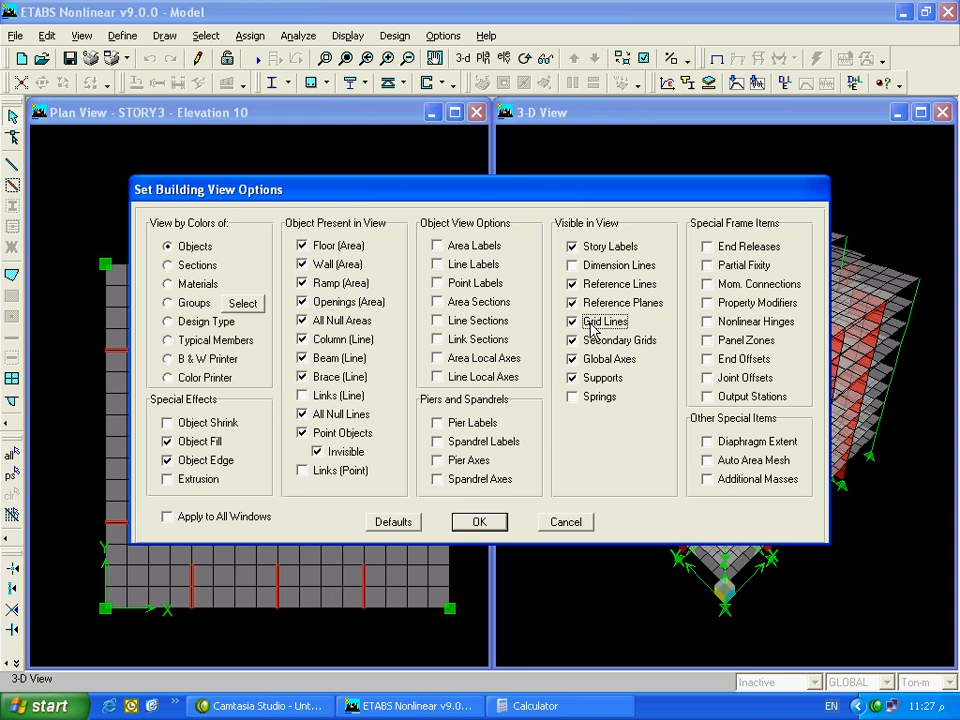 ETABS Nonlinear v9.0.0 - Model
File Edit View Define Draw Select Assign Analyze Display Design Options Help
3-d
Plan View - STORY3 - Elevation 10
3-D View
Set Building View Options
View by Colors of:
Objects
Sections
Materials
Groups Select
Design Type
Typical Members
B & W Printer
Color Printer
Special Effects
Object Shrink
Object Fill
Object Edge
Extrusion
Apply to All Windows
Object Present in View
Floor (Area)
Wall (Area)
Ramp (Area)
Openings (Area)
All Null Areas
Column (Line)
Beam (Line)
Brace (Line)
Links (Line)
All Null Lines
Point Objects
Invisible
Links (Point)
Object View Options
Area Labels
Line Labels
Point Labels
Area Sections
Line Sections
Link Sections
Area Local Axes
Line Local Axes
Piers and Spandrels
Pier Labels
Spandrel Labels
Pier Axes
Spandrel Axes
Visible in View
Story Labels
Dimension Lines
Reference Lines
Reference Planes
Grid Lines
Secondary Grids
Global Axes
Supports
Springs
Special Frame Items
End Releases
Partial Fixity
Mom. Connections
Property Modifiers
Nonlinear Hinges
Panel Zones
End Offsets
Joint Offsets
Output Stations
Other Special Items
Diaphragm Extent
Auto Area Mesh
Additional Masses
Defaults OK Cancel
all
ps
clr
Y
X
3-D View
Inactive GLOBAL Ton-m
start
Camtasia Studio - Unt...
ETABS Nonlinear v9.0...
Calculator
EN
11:27 م